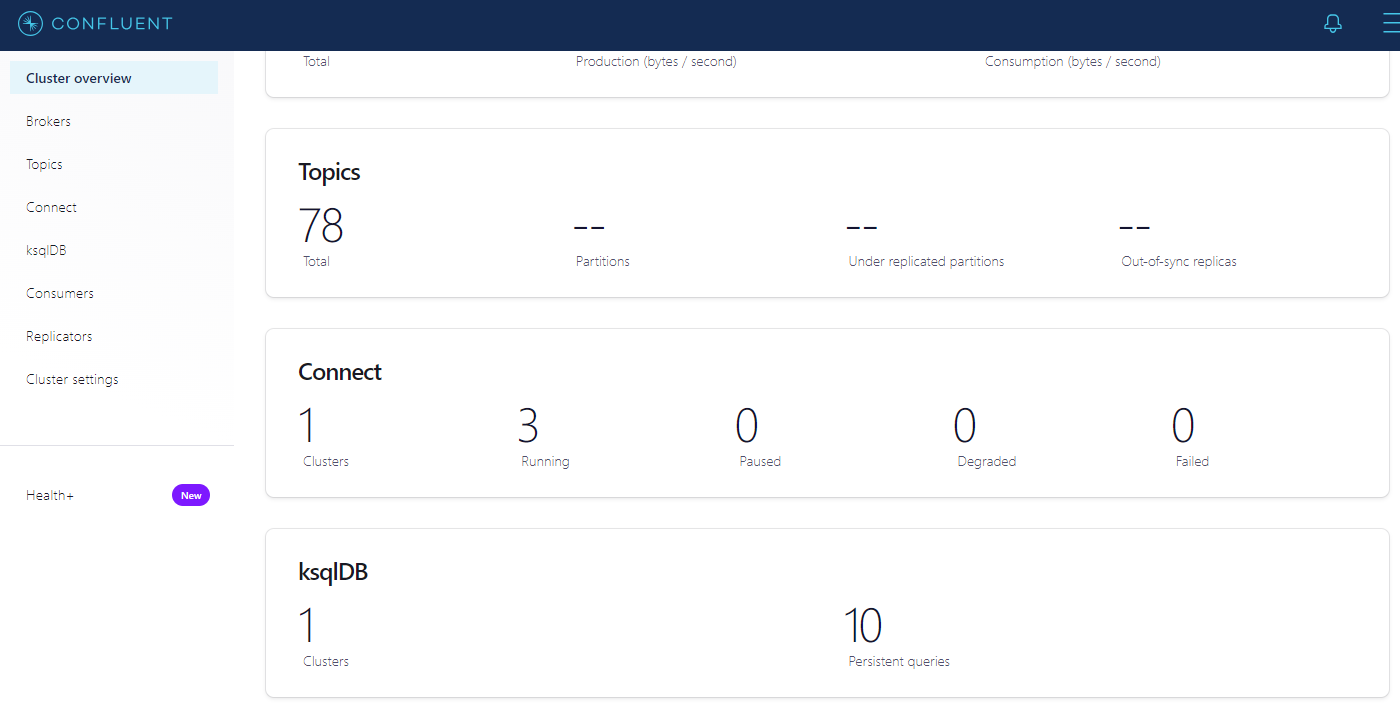 CONFLUENT
Cluster overview
Brokers
Topics
Connect
ksqlDB
Consumers
Replicators
Cluster settings
Health+ New
Total Production (bytes / second) Consumption (bytes / second)
Topics
78 -- -- --
Total Partitions Under replicated partitions Out-of-sync replicas
Connect
1 3 0 0 0
Clusters Running Paused Degraded Failed
ksqlDB
1 10
Clusters Persistent queries